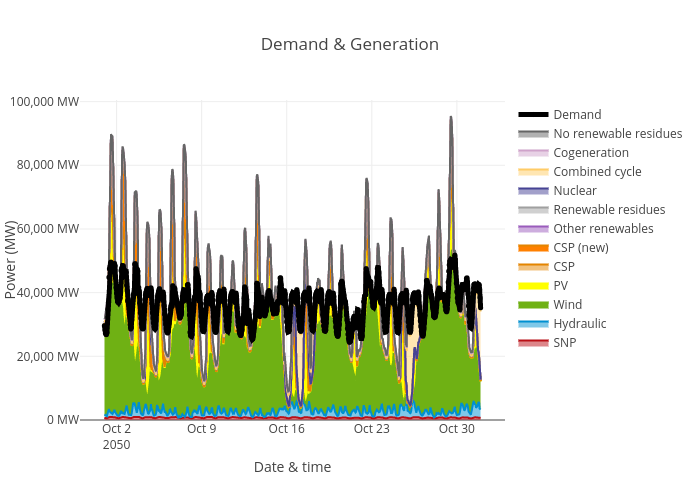 Demand & Generation
100,000 MW
80,000 MW
60,000 MW
40,000 MW
20,000 MW
0 MW
Power (MW)
Oct 2
2050
Oct 9
Oct 16
Oct 23
Oct 30
Date & time
Demand
No renewable residues
Cogeneration
Combined cycle
Nuclear
Renewable residues
Other renewables
CSP (new)
CSP
PV
Wind
Hydraulic
SNP